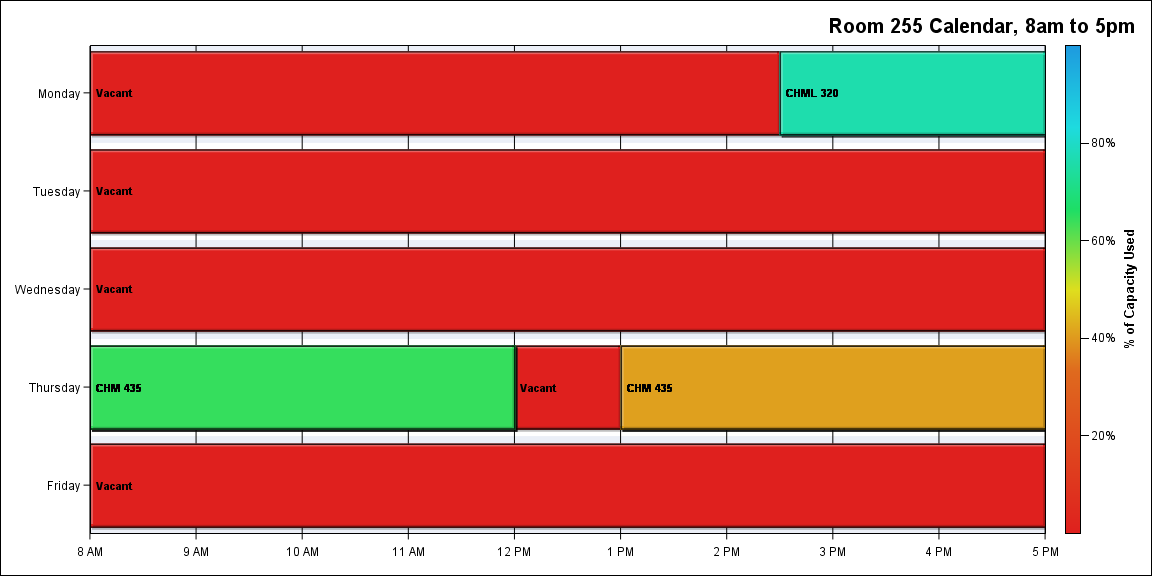 Room 255 Calendar, 8am to 5pm
Monday
Vacant
CHML 320
Tuesday
Vacant
Wednesday
Vacant
Thursday
CHM 435
Vacant
CHM 435
Friday
Vacant
8 AM
9 AM
10 AM
11 AM
12 PM
1 PM
2 PM
3 PM
4 PM
5 PM
80%
60%
40%
20%
% of Capacity Used